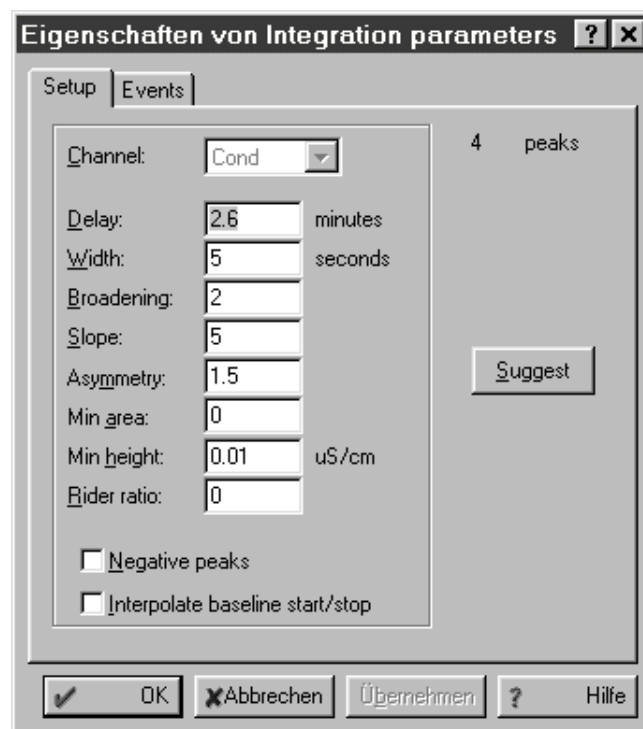 Eigenschaften von Integration parameters ? x
Setup Events
Channel: Cond 4 peaks
Delay: 2.6 minutes
Width: 5 seconds
Broadening: 2
Slope: 5
Asymmetry: 1.5
Suggest
Min area: 0
Min height: 0.01 uS/cm
Rider ratio: 0
Negative peaks
Interpolate baseline start/stop
OK Abbrechen Übernehmen ? Hilfe